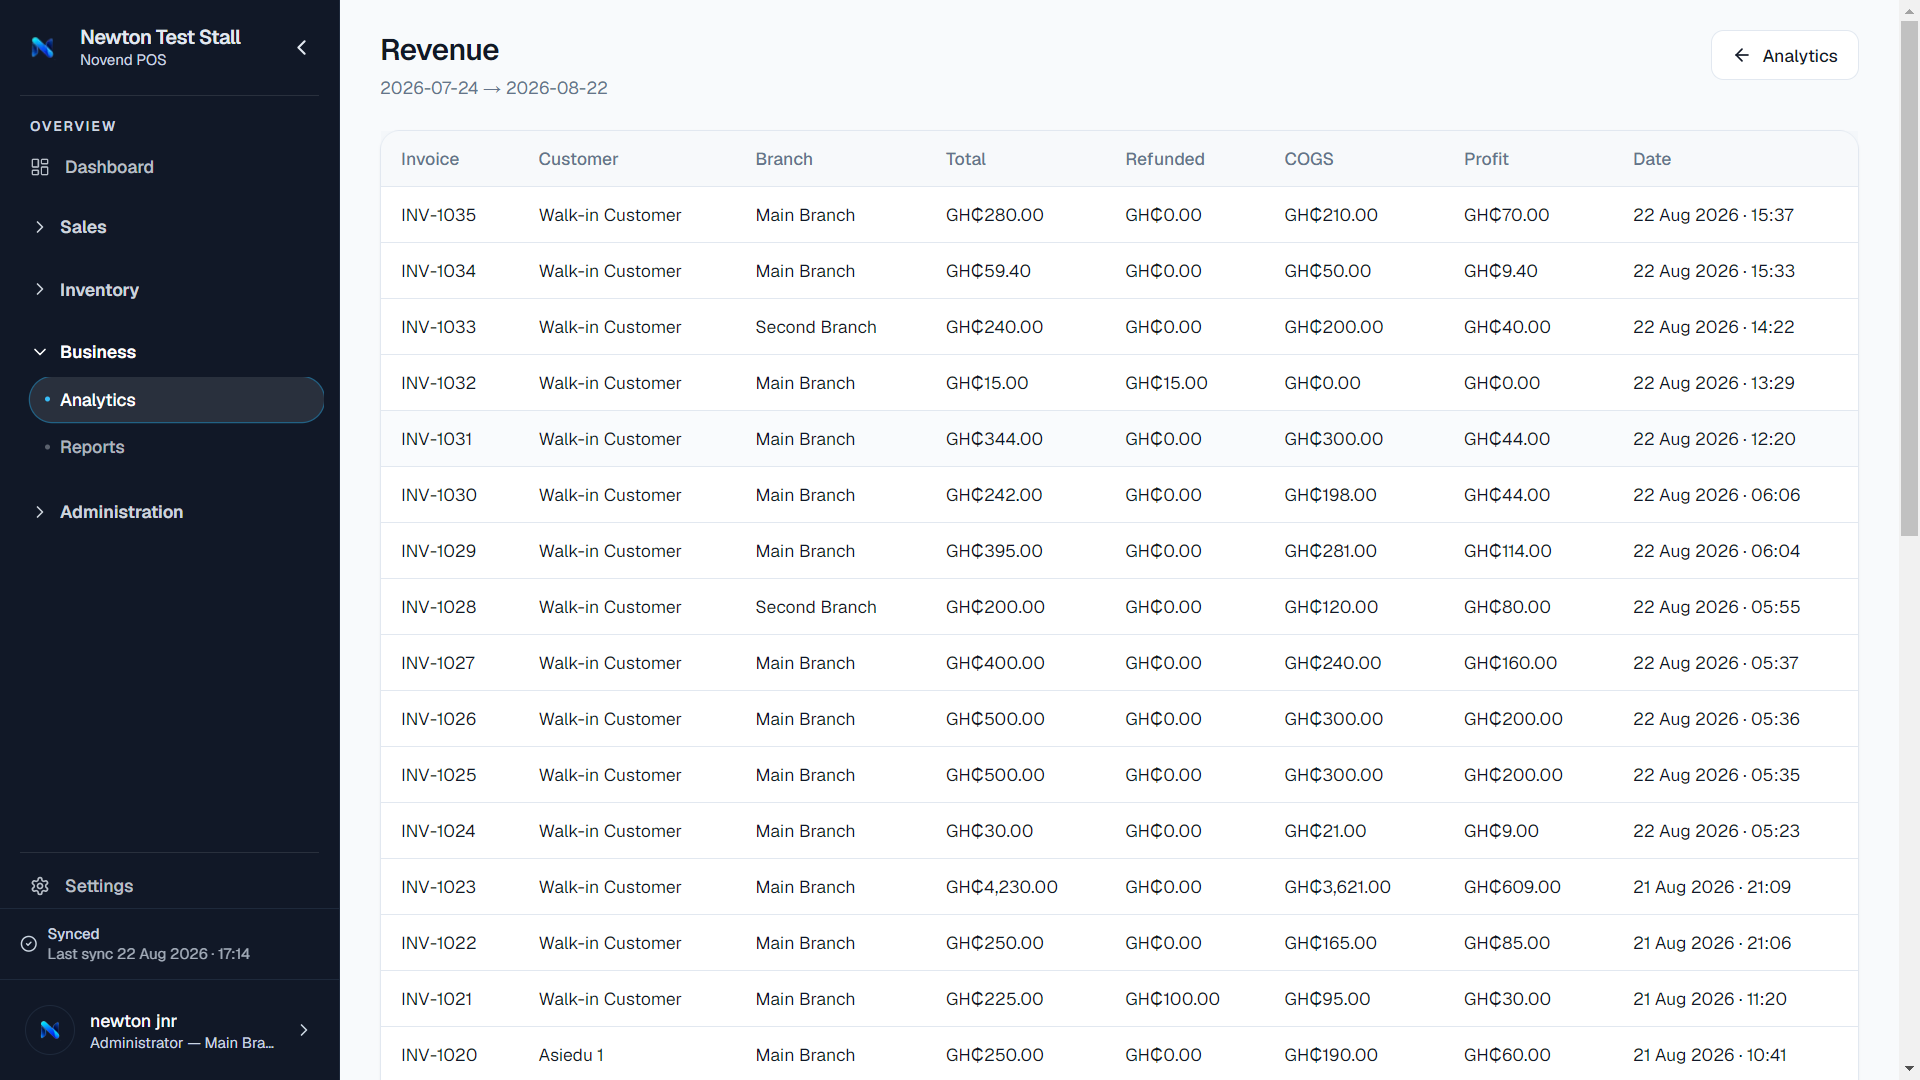 Newton Test Stall
Novend POS
OVERVIEW
Dashboard
Sales
Inventory
Business
Analytics
Reports
Administration
Settings
Synced
Last sync 22 Aug 2026 · 17:14
newton jnr
Administrator — Main Bra...
Revenue
2026-07-24 → 2026-08-22
← Analytics
Invoice Customer Branch Total Refunded COGS Profit Date
INV-1035 Walk-in Customer Main Branch GH₵280.00 GH₵0.00 GH₵210.00 GH₵70.00 22 Aug 2026 · 15:37
INV-1034 Walk-in Customer Main Branch GH₵59.40 GH₵0.00 GH₵50.00 GH₵9.40 22 Aug 2026 · 15:33
INV-1033 Walk-in Customer Second Branch GH₵240.00 GH₵0.00 GH₵200.00 GH₵40.00 22 Aug 2026 · 14:22
INV-1032 Walk-in Customer Main Branch GH₵15.00 GH₵15.00 GH₵0.00 GH₵0.00 22 Aug 2026 · 13:29
INV-1031 Walk-in Customer Main Branch GH₵344.00 GH₵0.00 GH₵300.00 GH₵44.00 22 Aug 2026 · 12:20
INV-1030 Walk-in Customer Main Branch GH₵242.00 GH₵0.00 GH₵198.00 GH₵44.00 22 Aug 2026 · 06:06
INV-1029 Walk-in Customer Main Branch GH₵395.00 GH₵0.00 GH₵281.00 GH₵114.00 22 Aug 2026 · 06:04
INV-1028 Walk-in Customer Second Branch GH₵200.00 GH₵0.00 GH₵120.00 GH₵80.00 22 Aug 2026 · 05:55
INV-1027 Walk-in Customer Main Branch GH₵400.00 GH₵0.00 GH₵240.00 GH₵160.00 22 Aug 2026 · 05:37
INV-1026 Walk-in Customer Main Branch GH₵500.00 GH₵0.00 GH₵300.00 GH₵200.00 22 Aug 2026 · 05:36
INV-1025 Walk-in Customer Main Branch GH₵500.00 GH₵0.00 GH₵300.00 GH₵200.00 22 Aug 2026 · 05:35
INV-1024 Walk-in Customer Main Branch GH₵30.00 GH₵0.00 GH₵21.00 GH₵9.00 22 Aug 2026 · 05:23
INV-1023 Walk-in Customer Main Branch GH₵4,230.00 GH₵0.00 GH₵3,621.00 GH₵609.00 21 Aug 2026 · 21:09
INV-1022 Walk-in Customer Main Branch GH₵250.00 GH₵0.00 GH₵165.00 GH₵85.00 21 Aug 2026 · 21:06
INV-1021 Walk-in Customer Main Branch GH₵225.00 GH₵100.00 GH₵95.00 GH₵30.00 21 Aug 2026 · 11:20
INV-1020 Asiedu 1 Main Branch GH₵250.00 GH₵0.00 GH₵190.00 GH₵60.00 21 Aug 2026 · 10:41